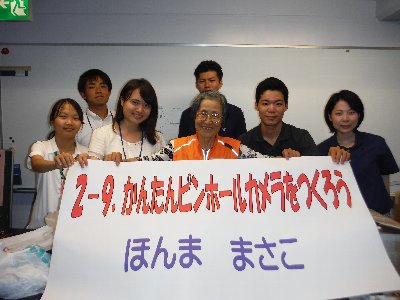 2-9. かんたんピンホールカメラをつくろう
ほんま まさこ